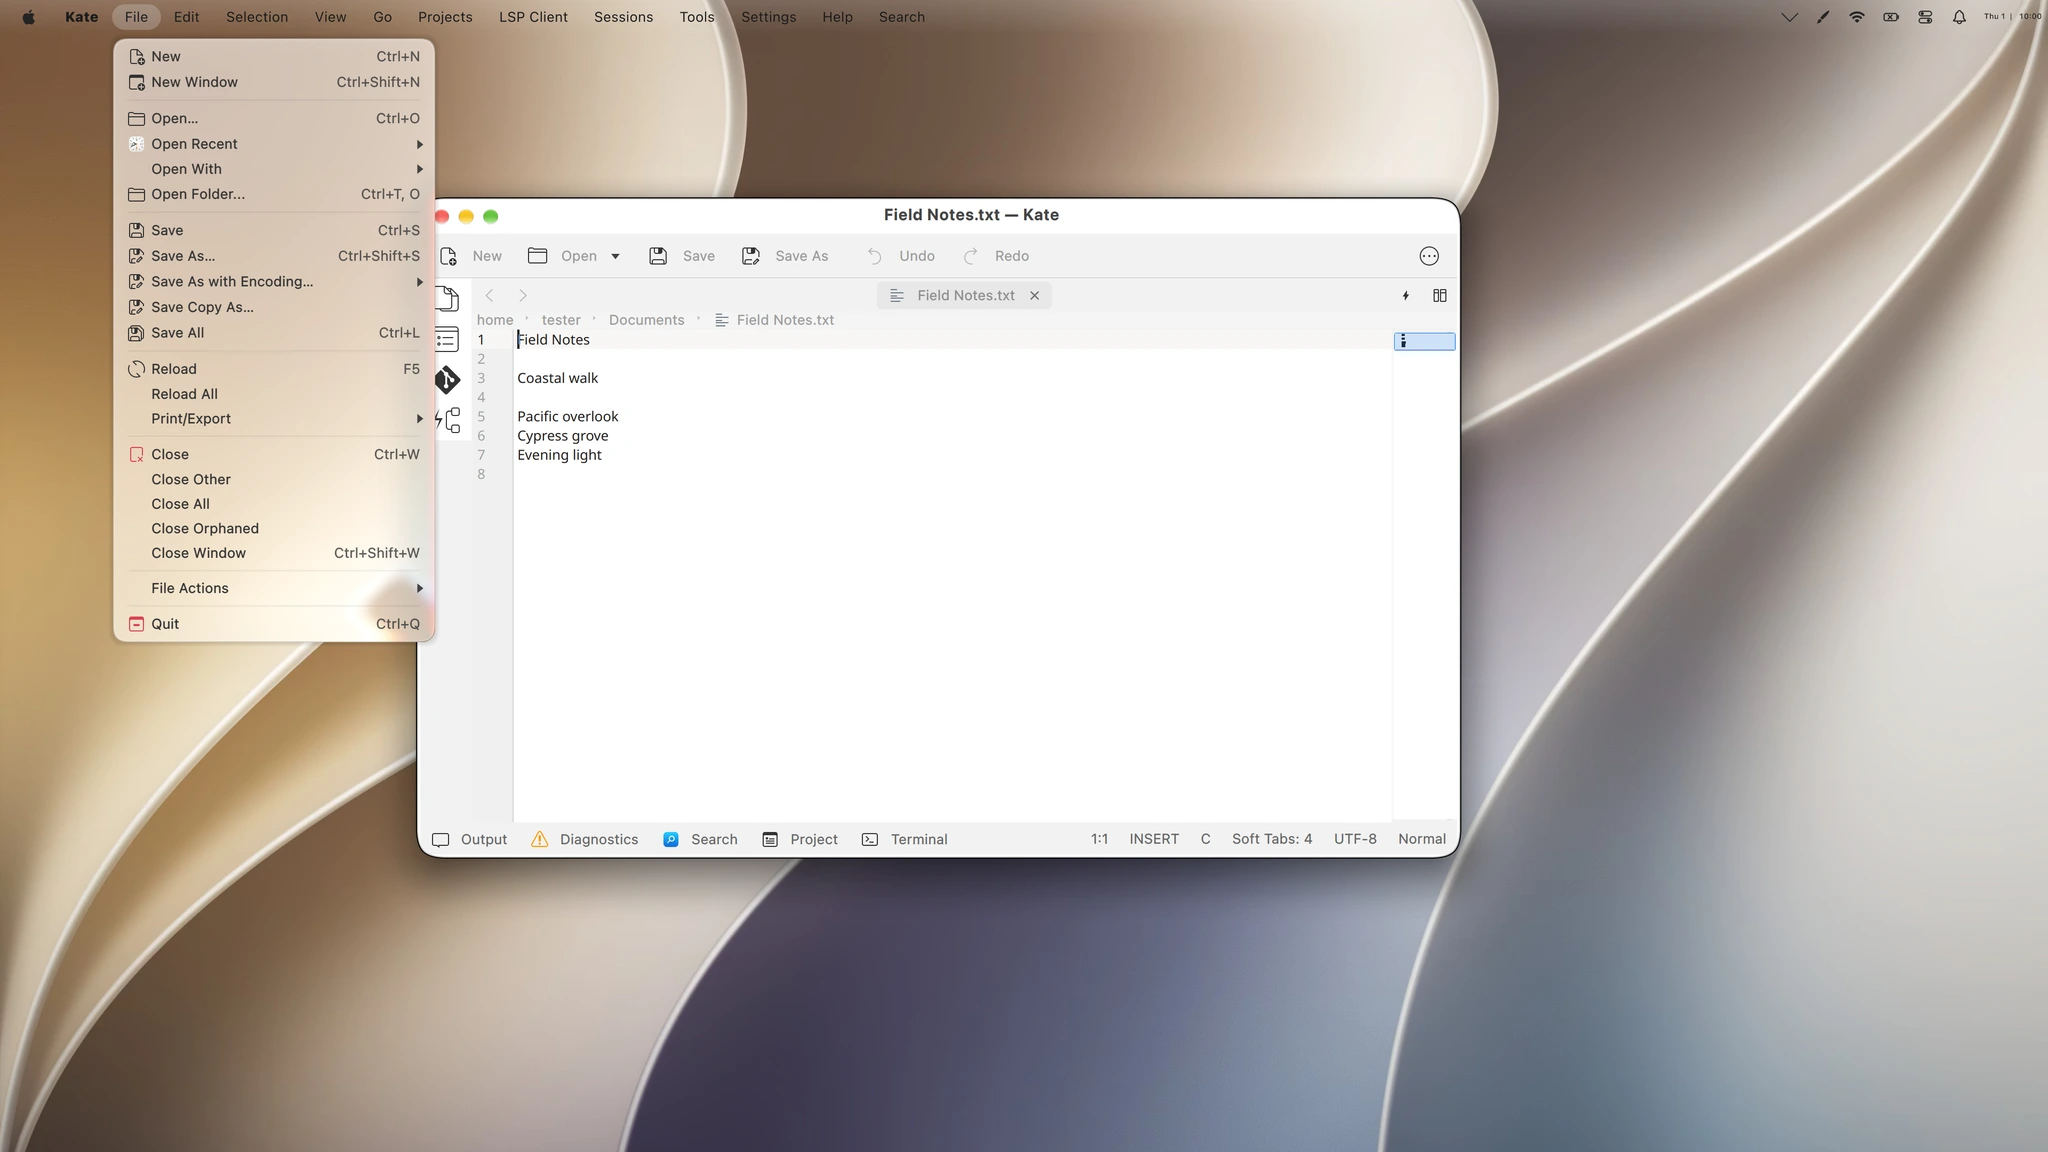 Kate File Edit Selection View Go Projects LSP Client Sessions Tools Settings Help Search Thu 1 | 10:00
New Ctrl+N
New Window Ctrl+Shift+N
Open... Ctrl+O
Open Recent
Open With
Open Folder... Ctrl+T, O
Save Ctrl+S
Save As... Ctrl+Shift+S
Save As with Encoding...
Save Copy As...
Save All Ctrl+L
Reload F5
Reload All
Print/Export
Close Ctrl+W
Close Other
Close All
Close Orphaned
Close Window Ctrl+Shift+W
File Actions
Quit Ctrl+Q
Field Notes.txt — Kate
New Open Save Save As Undo Redo
Field Notes.txt
home tester Documents Field Notes.txt
1 Field Notes
2
3 Coastal walk
4
5 Pacific overlook
6 Cypress grove
7 Evening light
8
Output Diagnostics Search Project Terminal 1:1 INSERT C Soft Tabs: 4 UTF-8 Normal